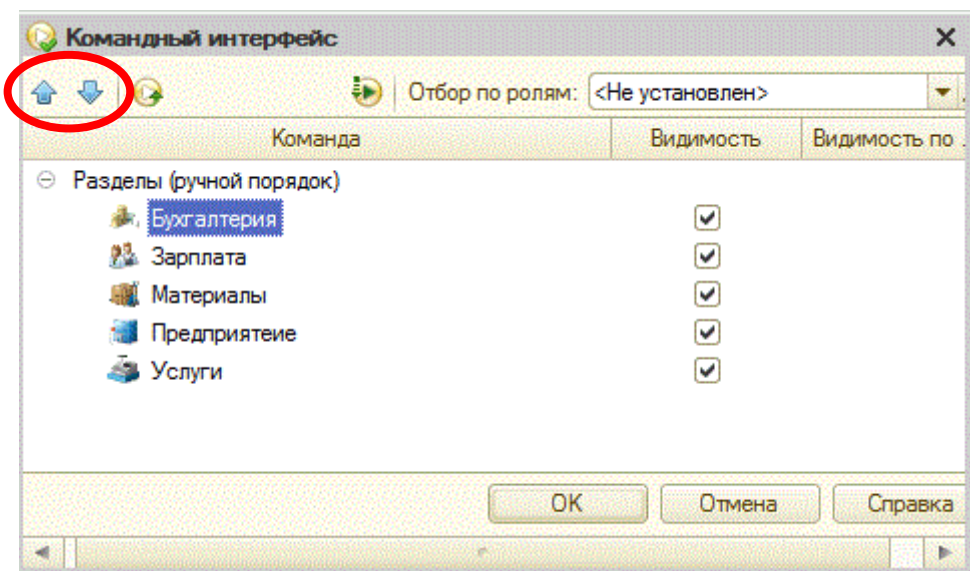 Командный интерфейс
Отбор по ролям: <Не установлен>
Команда Видимость Видимость по .
Разделы (ручной порядок)
Бухгалтерия
Зарплата
Материалы
Предприятеие
Услуги
OK Отмена Справка